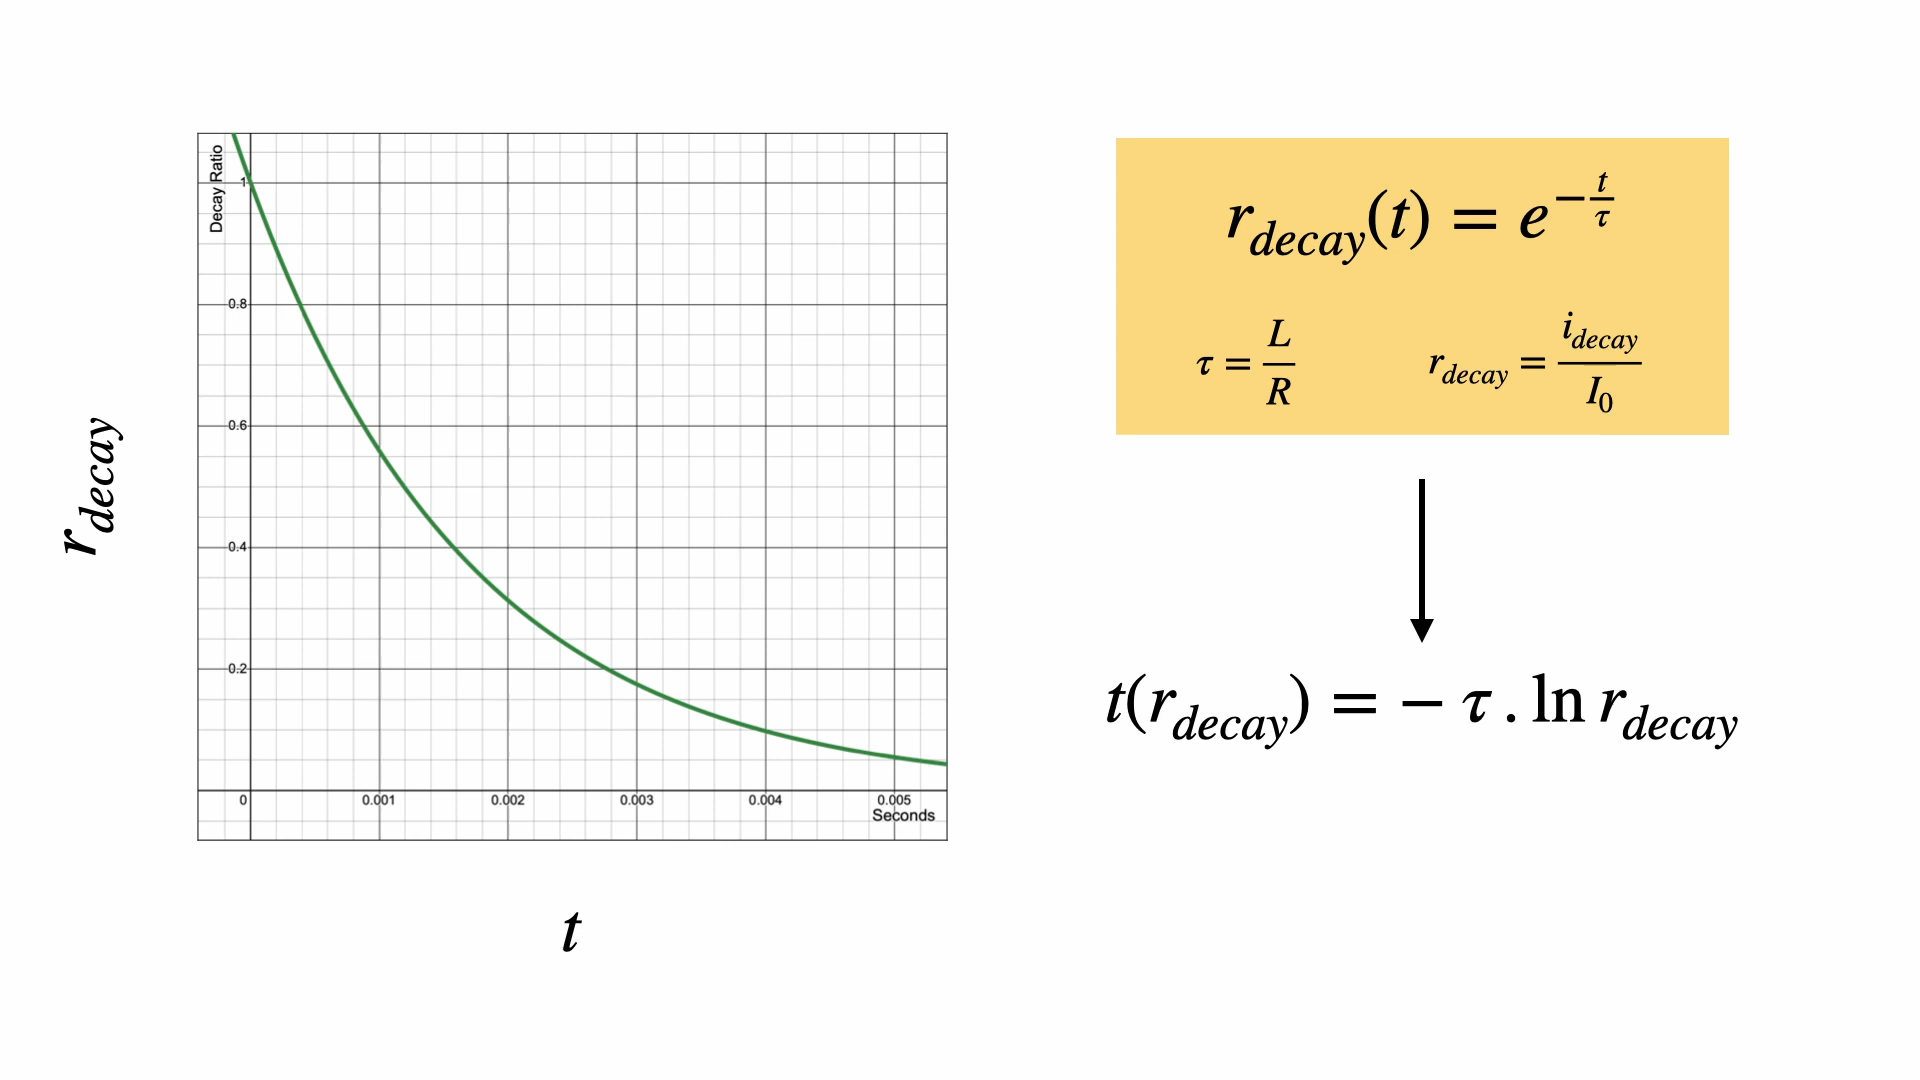 r_decay
Decay Ratio
1
0.8
0.6
0.4
0.2
0 0.001 0.002 0.003 0.004 0.005
Seconds
t
r_decay(t) = e^{-t/τ}
τ = L/R
r_decay = i_decay/I_0
t(r_decay) = − τ . ln r_decay